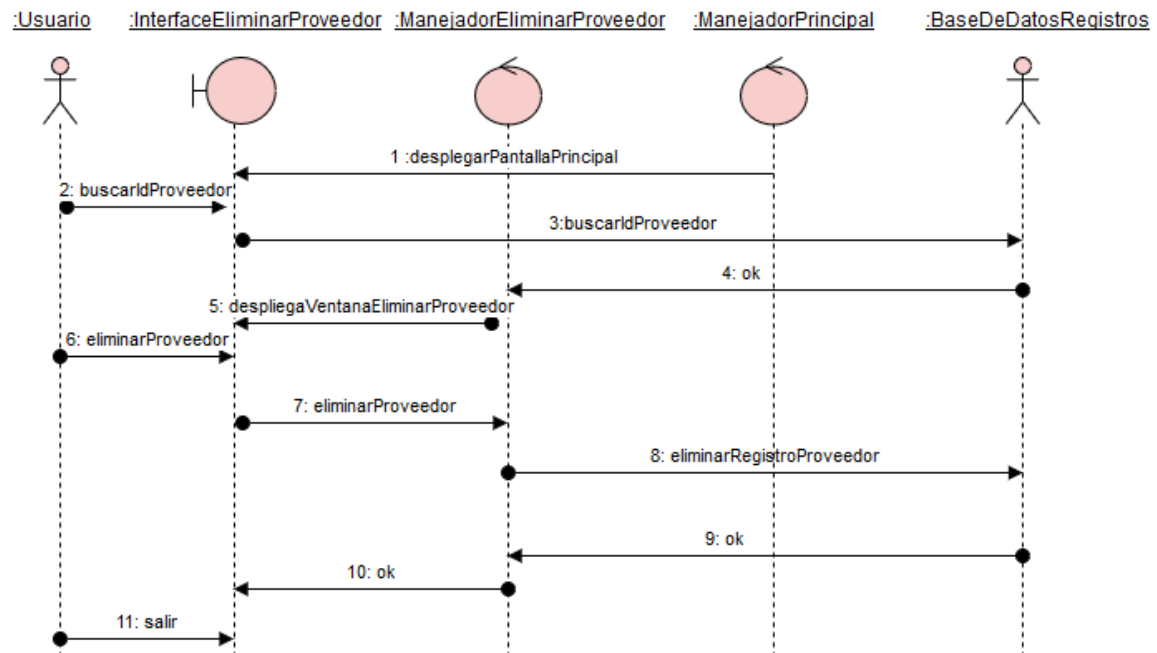 :Usuario :InterfaceEliminarProveedor :ManejadorEliminarProveedor :ManejadorPrincipal :BaseDeDatosRegistros
1 :desplegarPantallaPrincipal
2: buscarIdProveedor
3:buscarIdProveedor
4: ok
5: despliegaVentanaEliminarProveedor
6: eliminarProveedor
7: eliminarProveedor
8: eliminarRegistroProveedor
9: ok
10: ok
11: salir